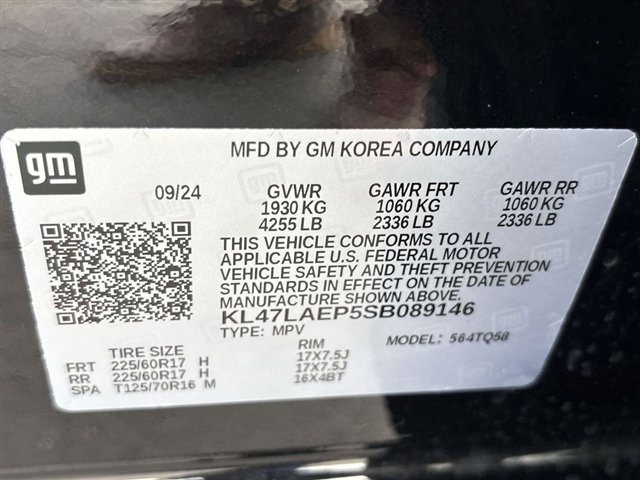 gm
MFD BY GM KOREA COMPANY
09/24 GVWR GAWR FRT GAWR RR
1930 KG 1060 KG 1060 KG
4255 LB 2336 LB 2336 LB
THIS VEHICLE CONFORMS TO ALL
APPLICABLE U.S. FEDERAL MOTOR
VEHICLE SAFETY AND THEFT PREVENTION
STANDARDS IN EFFECT ON THE DATE OF
MANUFACTURE SHOWN ABOVE.
KL47LAEP5SB089146
TYPE: MPV MODEL: 564TQ58
TIRE SIZE RIM
FRT 225/60R17 H 17X7.5J
RR 225/60R17 H 17X7.5J
SPA T125/70R16 M 16X4BT